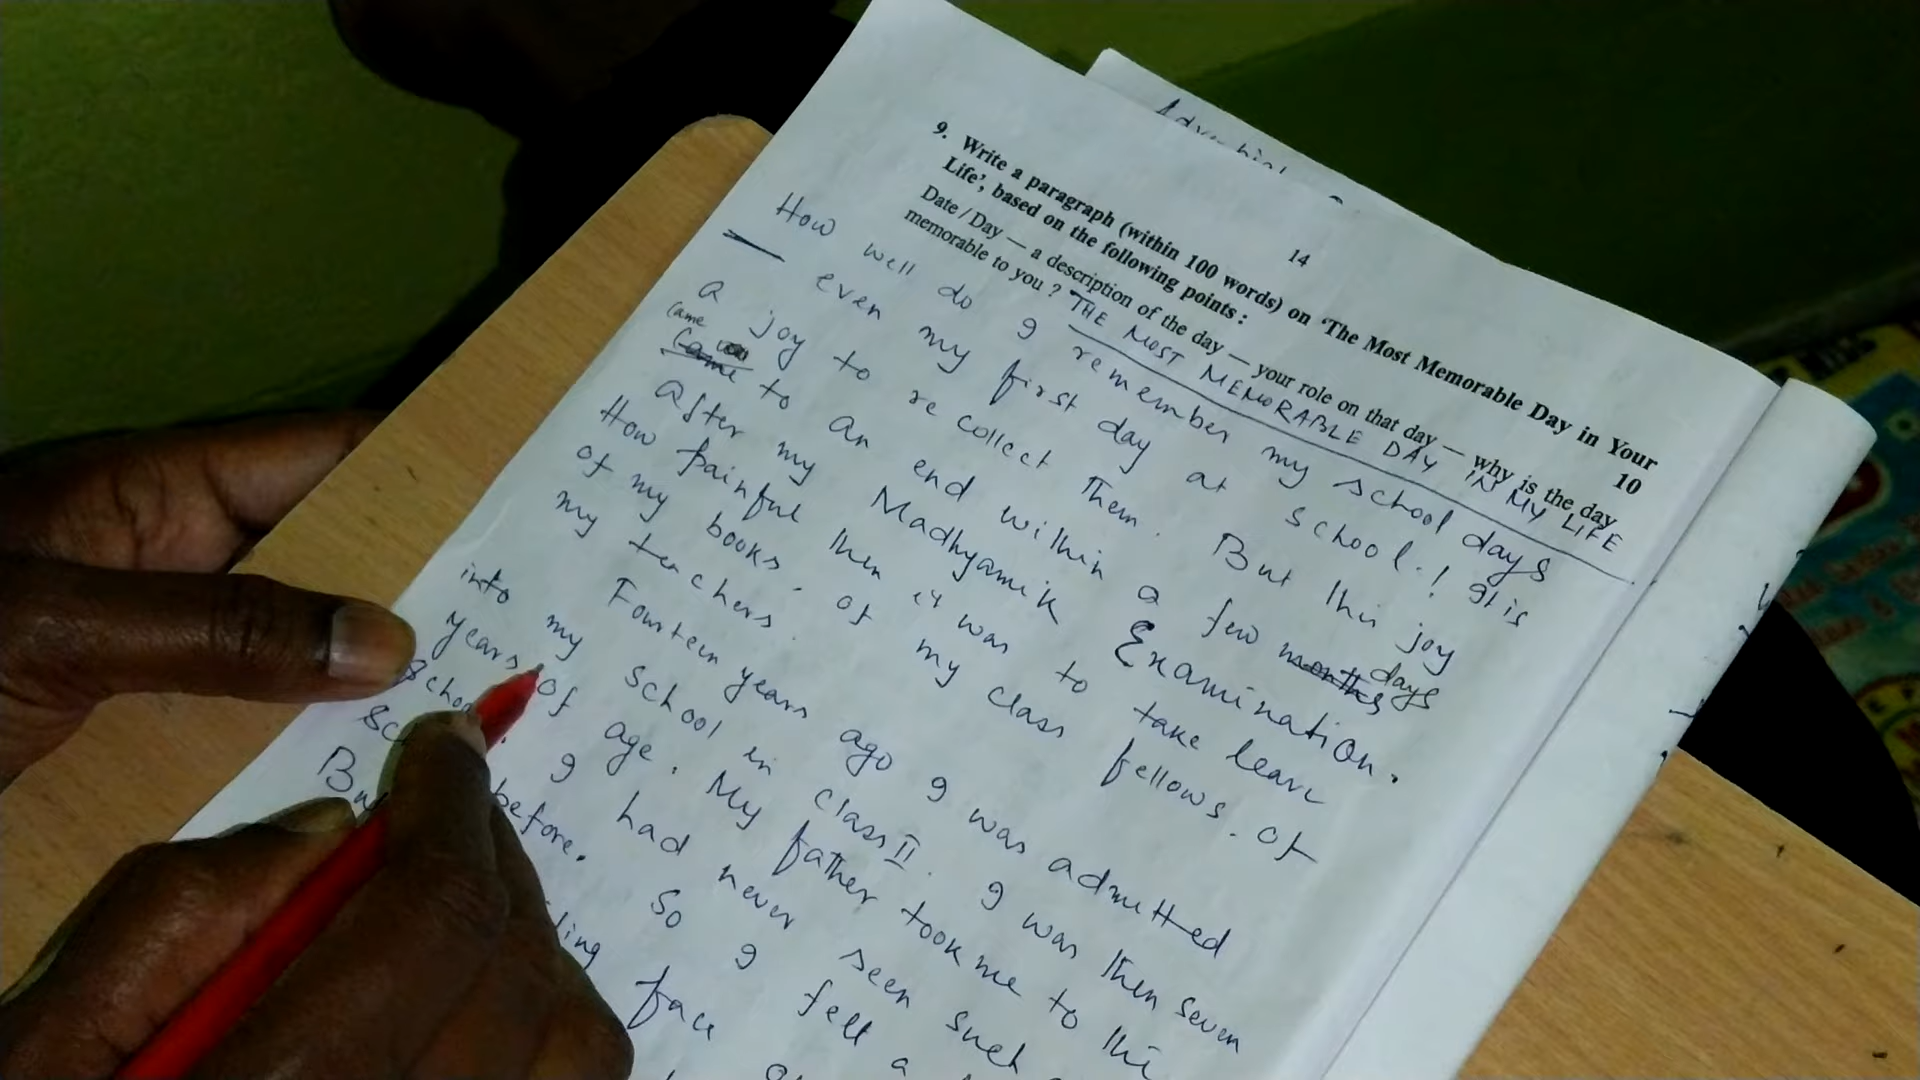 14
9. Write a paragraph (within 100 words) on 'The Most Memorable Day in Your
Life', based on the following points : 10
Date / Day — a description of the day — your role on that day — why is the day
memorable to you ?
THE MOST MEMORABLE DAY IN MY LIFE
How well do I remember my school days
even my first day at school.! It is
a joy to recollect them. But this joy
came to an end within a few months days
after my Madhyamik Examination.
How painful then it was to take leave
of my books. of my class fellows. of
my teachers.
Fourteen years ago I was admitted
into my school in class II. I was then seven
years of age. My father took me to this
school. I had never seen such
before. So I felt a
But
face